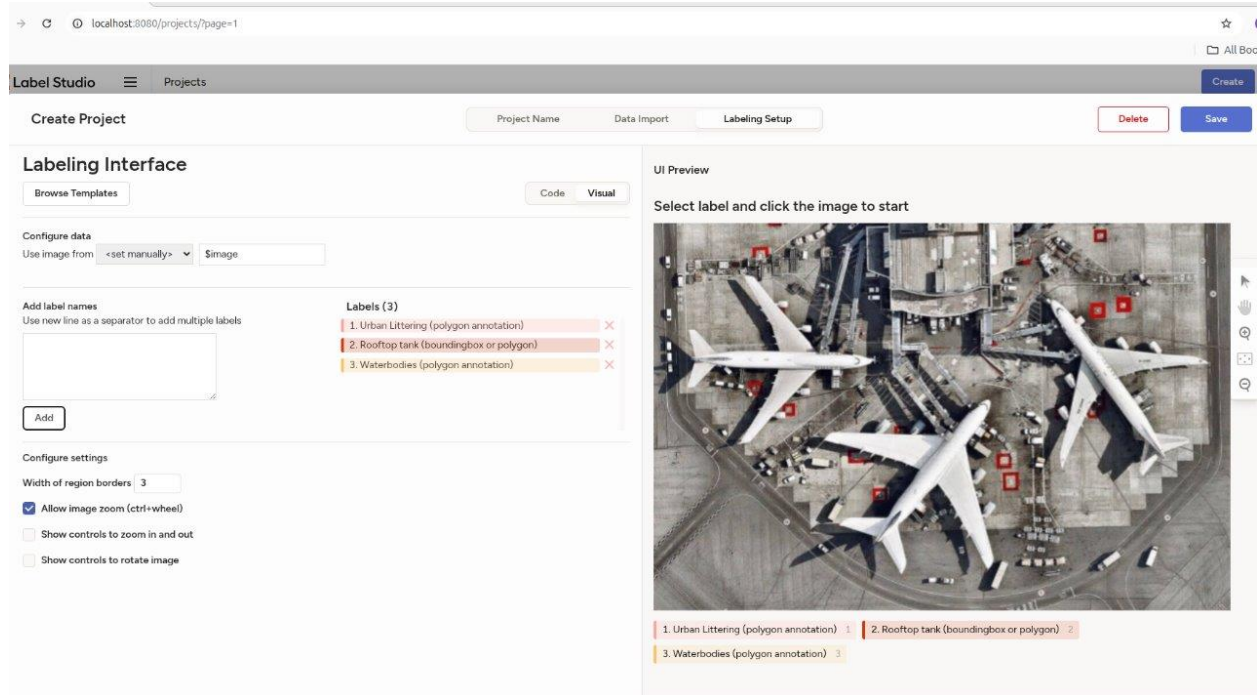 localhost:8080/projects/?page=1
All Boo
Label Studio Projects Create
Create Project Project Name Data Import Labeling Setup Delete Save
Labeling Interface
Browse Templates Code Visual
Configure data
Use image from <set manually> $image
Add label names
Use new line as a separator to add multiple labels
Add
Labels (3)
1. Urban Littering (polygon annotation)
2. Rooftop tank (boundingbox or polygon)
3. Waterbodies (polygon annotation)
Configure settings
Width of region borders 3
Allow image zoom (ctrl+wheel)
Show controls to zoom in and out
Show controls to rotate image
UI Preview
Select label and click the image to start
1. Urban Littering (polygon annotation) 1 2. Rooftop tank (boundingbox or polygon) 2
3. Waterbodies (polygon annotation) 3